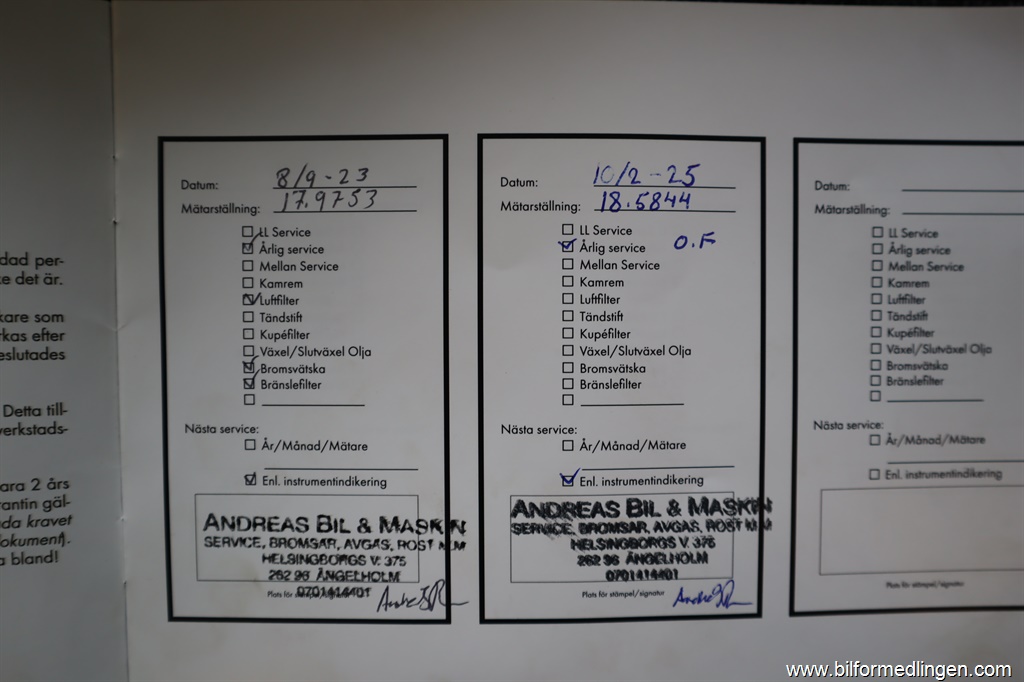 dad per-
e det är.
kare som
rkas efter
eslutades
Detta till-
verkstads-
ara 2 års
rantin gäl-
da kravet
dokument).
a bland!
Datum: 8/9-23
Mätarställning: 17.9753
LL Service
Årlig service
Mellan Service
Kamrem
Luftfilter
Tändstift
Kupéfilter
Växel/Slutväxel Olja
Bromsvätska
Bränslefilter
Nästa service:
År/Månad/Mätare
Enl. instrumentindikering
ANDREAS BIL & MASKIN
SERVICE, BROMSAR, AVGAS, ROST M.M
HELSINGBORGS V. 375
262 96 ÄNGELHOLM
0701414401
Plats för stämpel/signatur
Datum: 10/2-25
Mätarställning: 18.5844
LL Service
Årlig service O.F
Mellan Service
Kamrem
Luftfilter
Tändstift
Kupéfilter
Växel/Slutväxel Olja
Bromsvätska
Bränslefilter
Nästa service:
År/Månad/Mätare
Enl. instrumentindikering
ANDREAS BIL & MASKIN
SERVICE, BROMSAR, AVGAS, ROST M.M
HELSINGBORGS V. 375
262 96 ÄNGELHOLM
0701414401
Plats för stämpel/signatur
Datum:
Mätarställning:
LL Service
Årlig service
Mellan Service
Kamrem
Luftfilter
Tändstift
Kupéfilter
Växel/Slutväxel Olja
Bromsvätska
Bränslefilter
Nästa service:
År/Månad/Mätare
Enl. instrumentindikering
Plats för stämpel/signatur
www.bilformedlingen.com